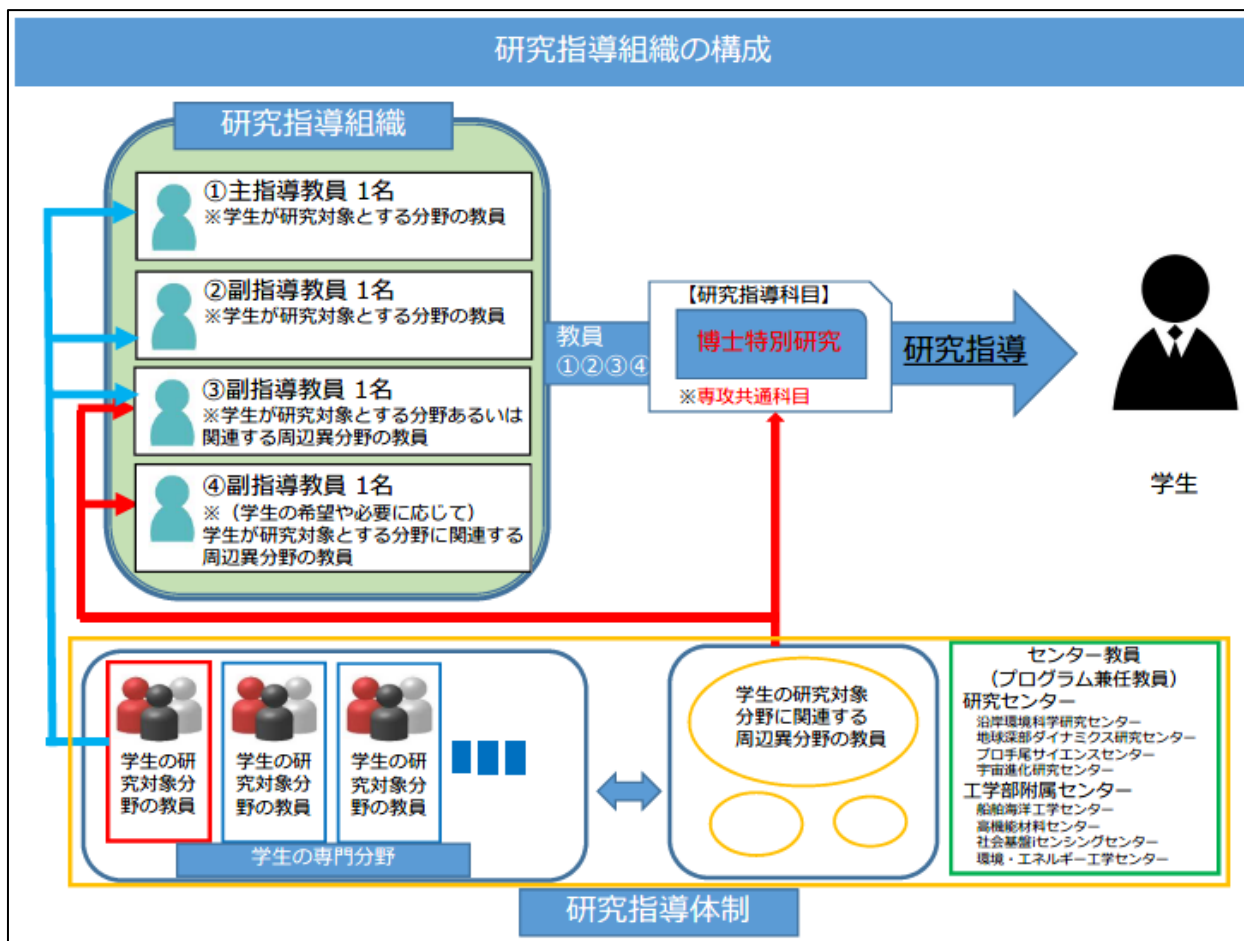 研究指導組織の構成
研究指導組織
①主指導教員 1名
※学生が研究対象とする分野の教員
②副指導教員 1名
※学生が研究対象とする分野の教員
③副指導教員 1名
※学生が研究対象とする分野あるいは
関連する周辺異分野の教員
④副指導教員 1名
※（学生の希望や必要に応じて）
学生が研究対象とする分野に関連する
周辺異分野の教員
教員
①②③④
【研究指導科目】
博士特別研究
※専攻共通科目
研究指導
学生
学生の研
究対象分
野の教員
学生の研
究対象分
野の教員
学生の研
究対象分
野の教員
学生の専門分野
学生の研究対象
分野に関連する
周辺異分野の教員
センター教員
（プログラム兼任教員）
研究センター
沿岸環境科学研究センター
地球深部ダイナミクス研究センター
プロ手尾サイエンスセンター
宇宙進化研究センター
工学部附属センター
船舶海洋工学センター
高機能材料センター
社会基盤iセンシングセンター
環境・エネルギー工学センター
研究指導体制